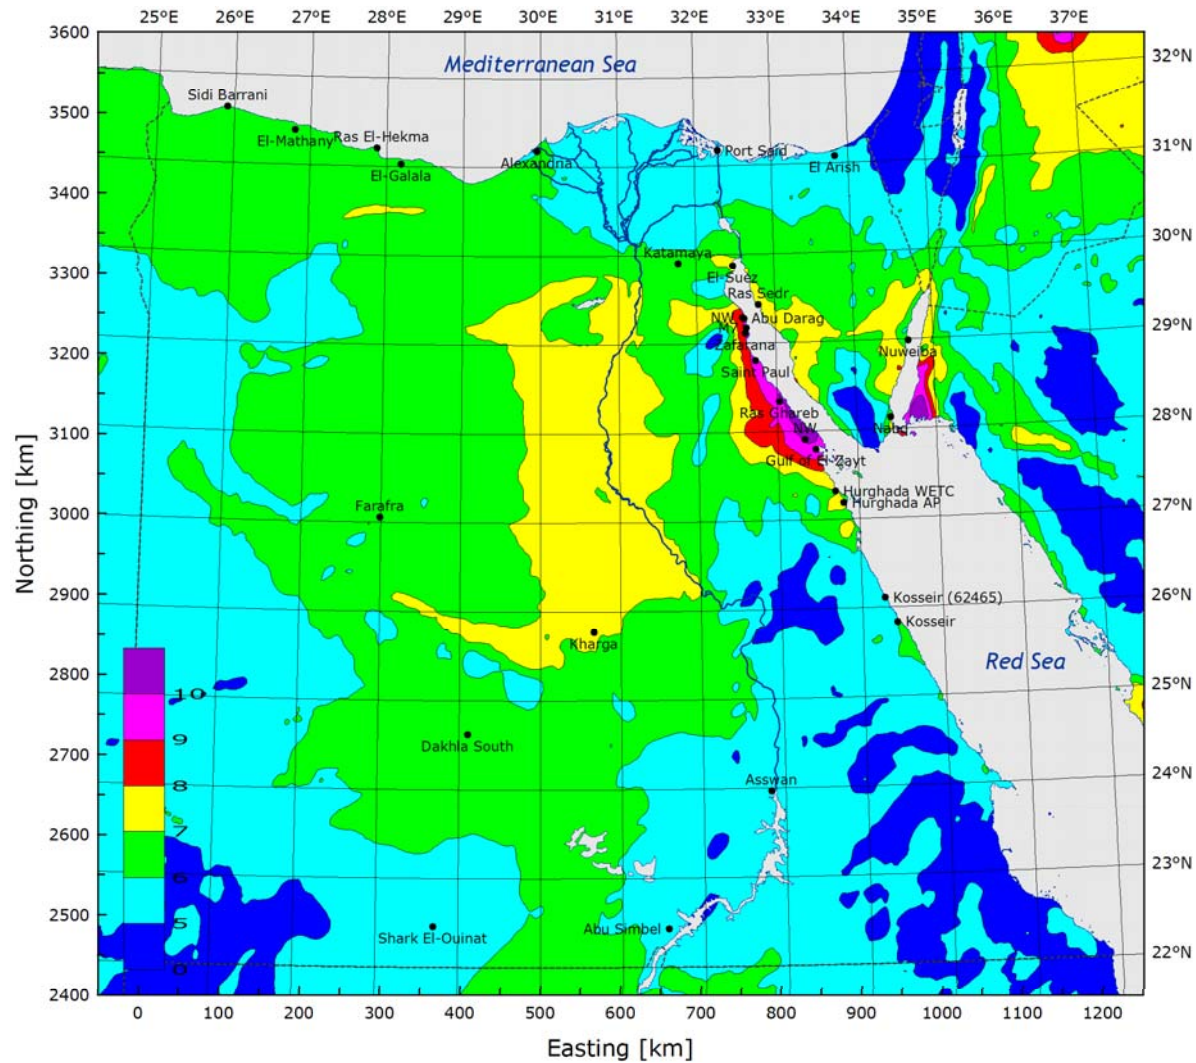 25°E 26°E 27°E 28°E 29°E 30°E 31°E 32°E 33°E 34°E 35°E 36°E 37°E
3600
Mediterranean Sea
32°N
3500
Sidi Barrani
El-Mathany
Ras El-Hekma
El-Galala
Alexandria
Port Said
El Arish
31°N
3400
30°N
Katamaya
3300
El-Suez
Ras Sedr
NW
Abu Darag
29°N
3200
Zafarana
Nuweiba
Saint Paul
Ras Ghareb
28°N
3100
NW
Nabq
Gulf of El-Zayt
Hurghada WETC
Hurghada AP
27°N
Farafra
3000
Northing [km]
2900
26°N
Kosseir (62465)
Kharga
Kosseir
Red Sea
2800
25°N
10
9
8
7
6
5
0
2700
Dakhla South
24°N
Asswan
2600
23°N
2500
Shark El-Ouinat
Abu Simbel
22°N
2400
0 100 200 300 400 500 600 700 800 900 1000 1100 1200
Easting [km]